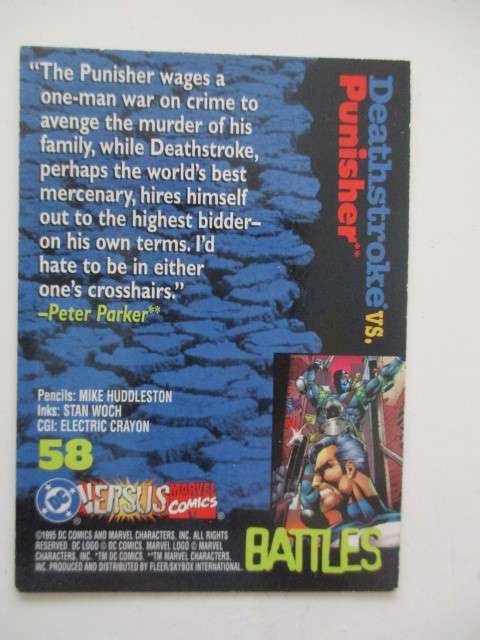 “The Punisher wages a
one-man war on crime to
avenge the murder of his
family, while Deathstroke,
perhaps the world's best
mercenary, hires himself
out to the highest bidder–
on his own terms. I'd
hate to be in either
one's crosshairs.”
–Peter Parker**
Deathstroke* vs.
Punisher**
Pencils: MIKE HUDDLESTON
Inks: STAN WOCH
CGI: ELECTRIC CRAYON
58
DC VERSUS MARVEL COMICS
BATTLES
©1995 DC COMICS AND MARVEL CHARACTERS, INC. ALL RIGHTS
RESERVED. DC LOGO © DC COMICS. MARVEL LOGO © MARVEL
CHARACTERS, INC. *TM DC COMICS. **TM MARVEL CHARACTERS,
INC. PRODUCED AND DISTRIBUTED BY FLEER/SKYBOX INTERNATIONAL.